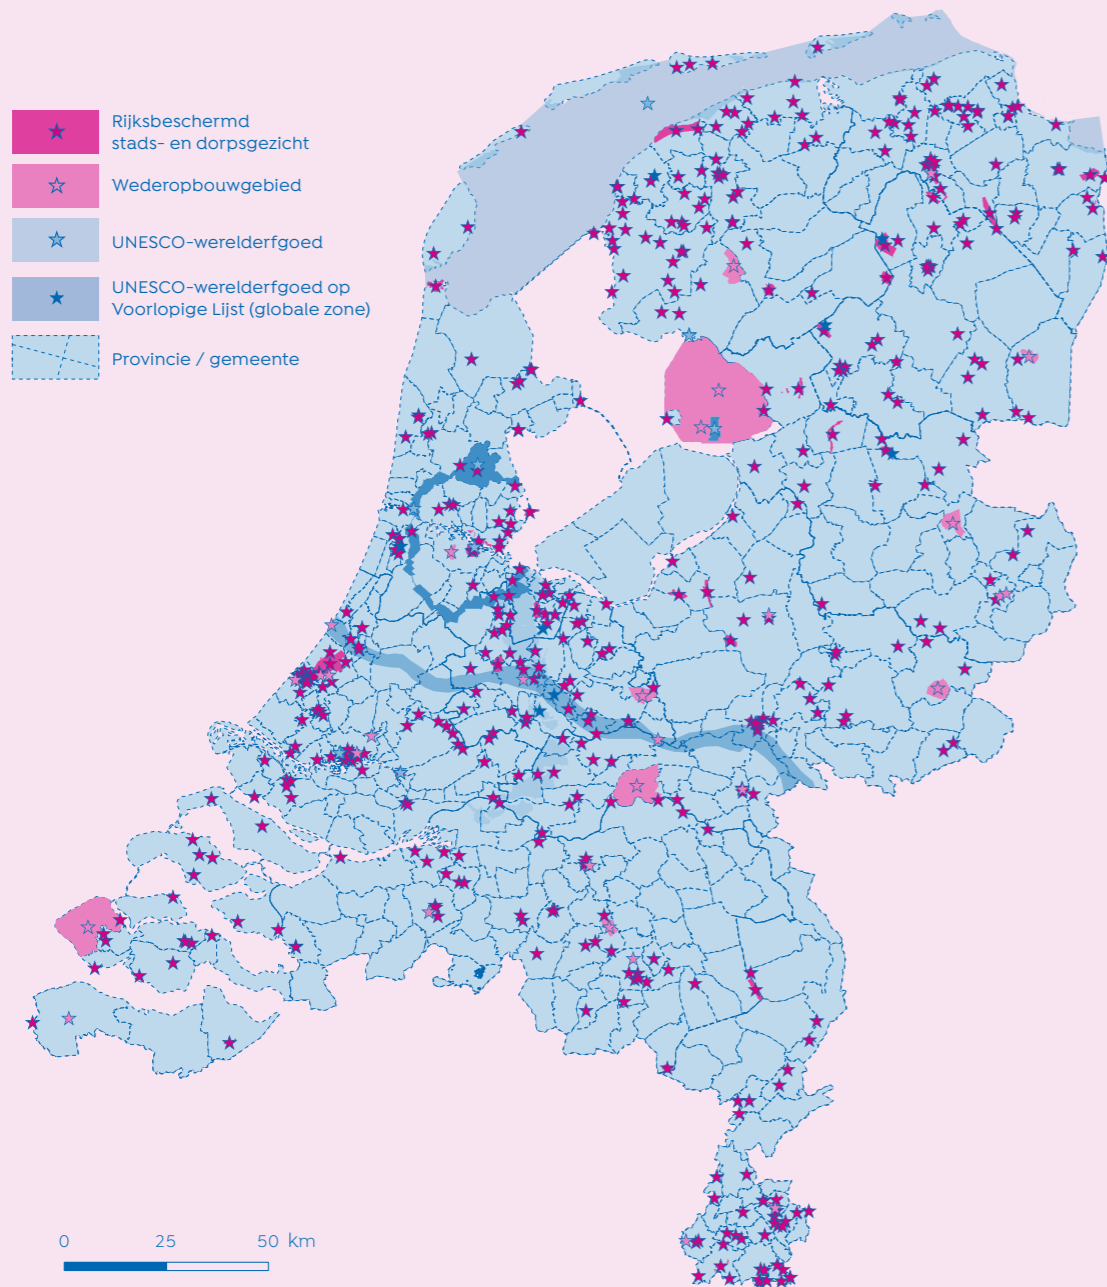 Rijksbeschermd
stads- en dorpsgezicht
Wederopbouwgebied
UNESCO-werelderfgoed
UNESCO-werelderfgoed op
Voorlopige Lijst (globale zone)
Provincie / gemeente
0 25 50 km